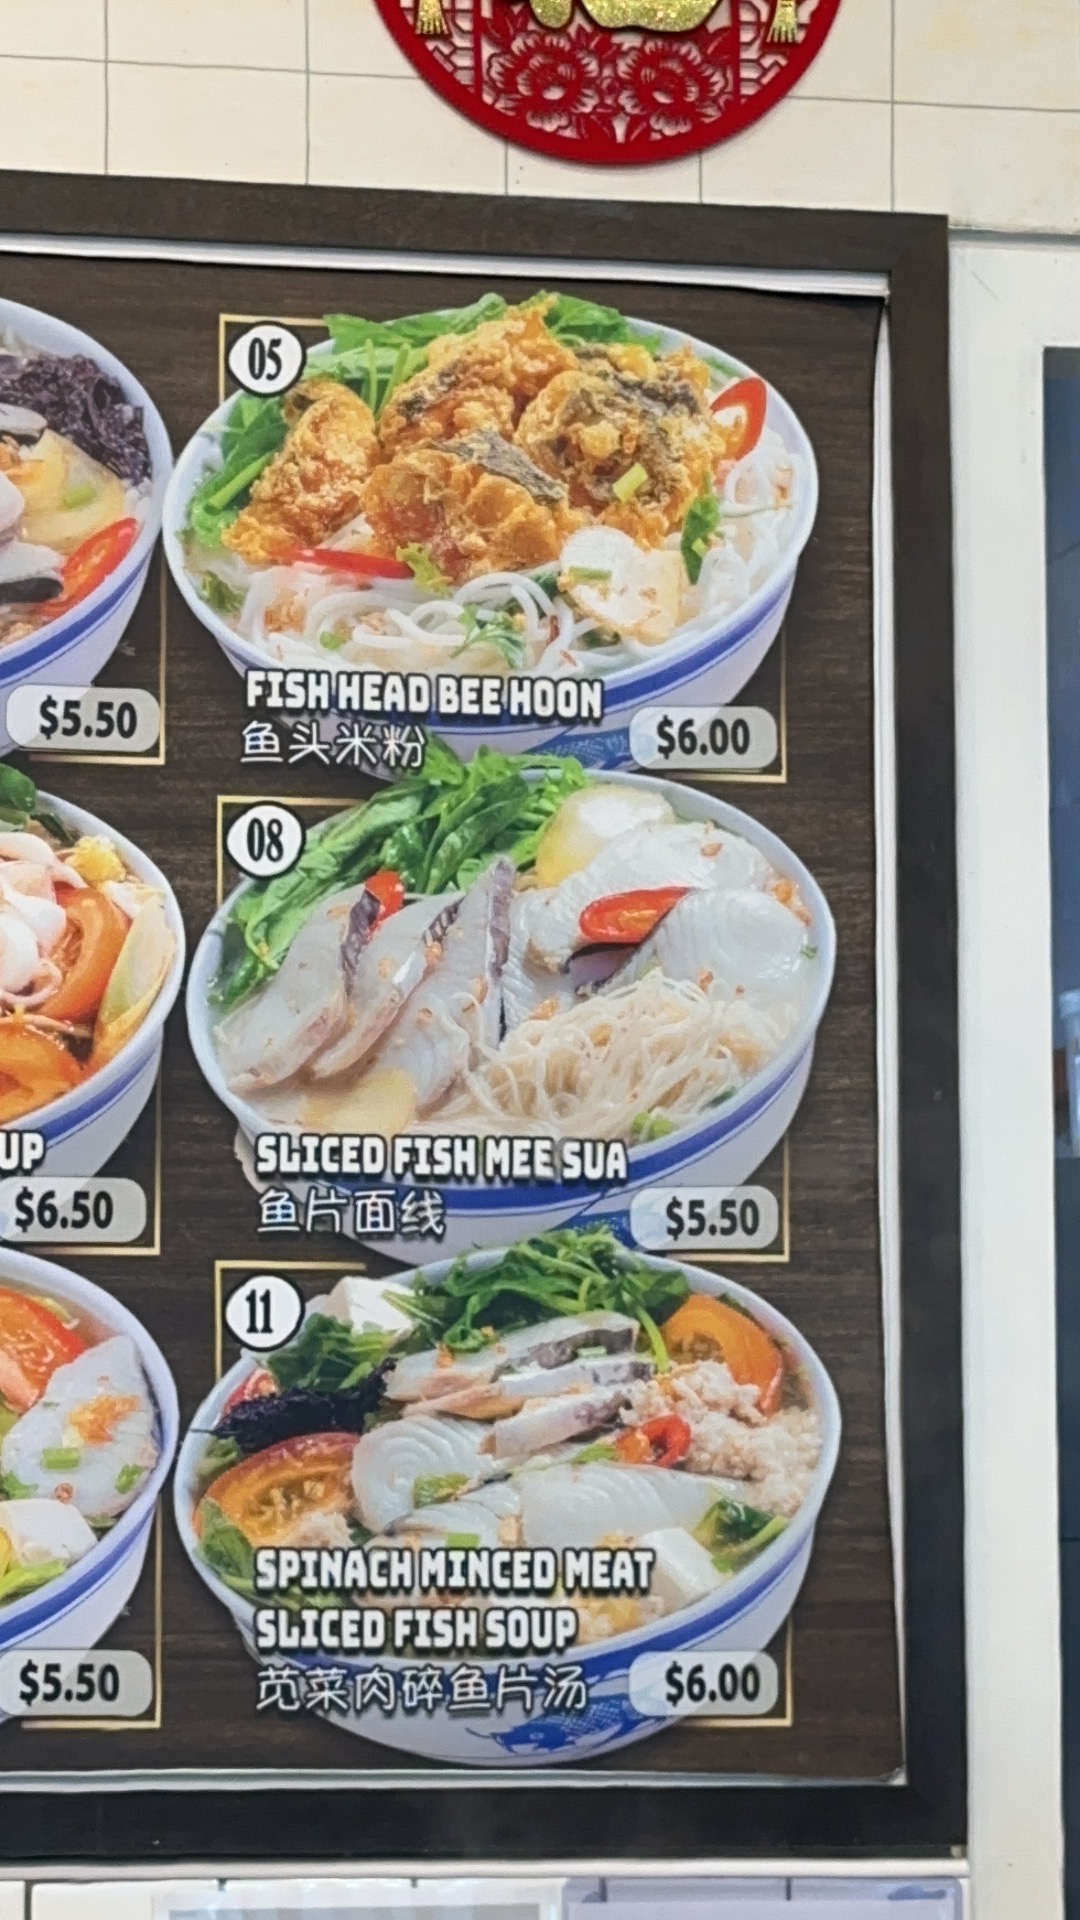 05
FISH HEAD BEE HOON
鱼头米粉
$6.00
$5.50
08
SLICED FISH MEE SUA
鱼片面线
$5.50
UP
$6.50
11
SPINACH MINCED MEAT
SLICED FISH SOUP
苋菜肉碎鱼片汤
$6.00
$5.50